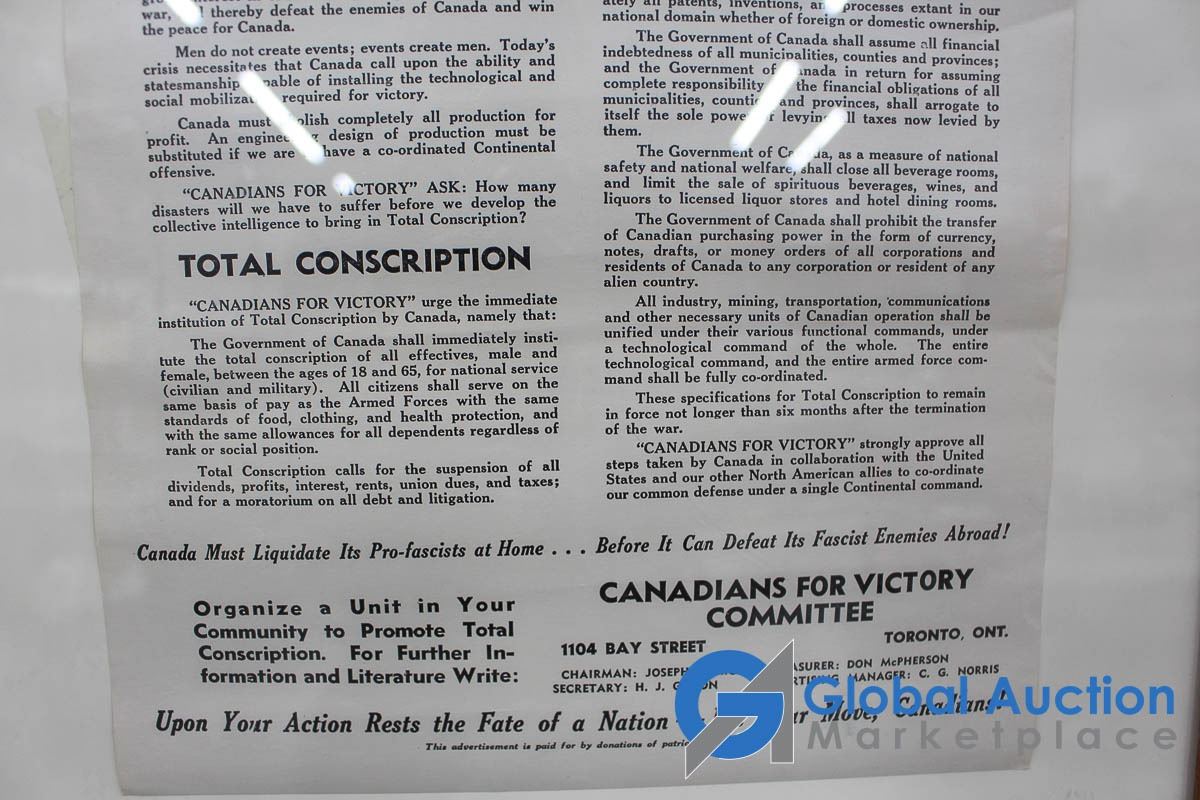 war, thereby defeat the enemies of Canada and win
the peace for Canada.
Men do not create events; events create men. Today's
crisis necessitates that Canada call upon the ability and
statesmanship capable of installing the technological and
social mobilization required for victory.
Canada must abolish completely all production for
profit. An engineering design of production must be
substituted if we are to have a co-ordinated Continental
offensive.
"CANADIANS FOR VICTORY" ASK: How many
disasters will we have to suffer before we develop the
collective intelligence to bring in Total Conscription?
TOTAL CONSCRIPTION
"CANADIANS FOR VICTORY" urge the immediate
institution of Total Conscription by Canada, namely that:
The Government of Canada shall immediately insti-
tute the total conscription of all effectives, male and
female, between the ages of 18 and 65, for national service
(civilian and military). All citizens shall serve on the
same basis of pay as the Armed Forces with the same
standards of food, clothing, and health protection, and
with the same allowances for all dependents regardless of
rank or social position.
Total Conscription calls for the suspension of all
dividends, profits, interest, rents, union dues, and taxes;
and for a moratorium on all debt and litigation.
ately all patents, inventions, and processes extant in our
national domain whether of foreign or domestic ownership.
The Government of Canada shall assume all financial
indebtedness of all municipalities, counties and provinces;
and the Government of Canada in return for assuming
complete responsibility the financial obligations of all
municipalities, counties and provinces, shall arrogate to
itself the sole power levying all taxes now levied by
them.
The Government of Canada, as a measure of national
safety and national welfare, shall close all beverage rooms,
and limit the sale of spirituous beverages, wines, and
liquors to licensed liquor stores and hotel dining rooms.
The Government of Canada shall prohibit the transfer
of Canadian purchasing power in the form of currency,
notes, drafts, or money orders of all corporations and
residents of Canada to any corporation or resident of any
alien country.
All industry, mining, transportation, communications
and other necessary units of Canadian operation shall be
unified under their various functional commands, under
a technological command of the whole. The entire
technological command, and the entire armed force com-
mand shall be fully co-ordinated.
These specifications for Total Conscription to remain
in force not longer than six months after the termination
of the war.
"CANADIANS FOR VICTORY" strongly approve all
steps taken by Canada in collaboration with the United
States and our other North American allies to co-ordinate
our common defense under a single Continental command.
Canada Must Liquidate Its Pro-fascists at Home . . . Before It Can Defeat Its Fascist Enemies Abroad!
Organize a Unit in Your
Community to Promote Total
Conscription. For Further In-
formation and Literature Write:
CANADIANS FOR VICTORY
COMMITTEE
1104 BAY STREET TORONTO, ONT.
CHAIRMAN: JOSEPH TREASURER: DON McPHERSON
SECRETARY: H. J. ADVERTISING MANAGER: C. G. NORRIS
Upon Your Action Rests the Fate of a Nation Your Move, Canadians!
This advertisement is paid for by donations of
Global Auction
Marketplace